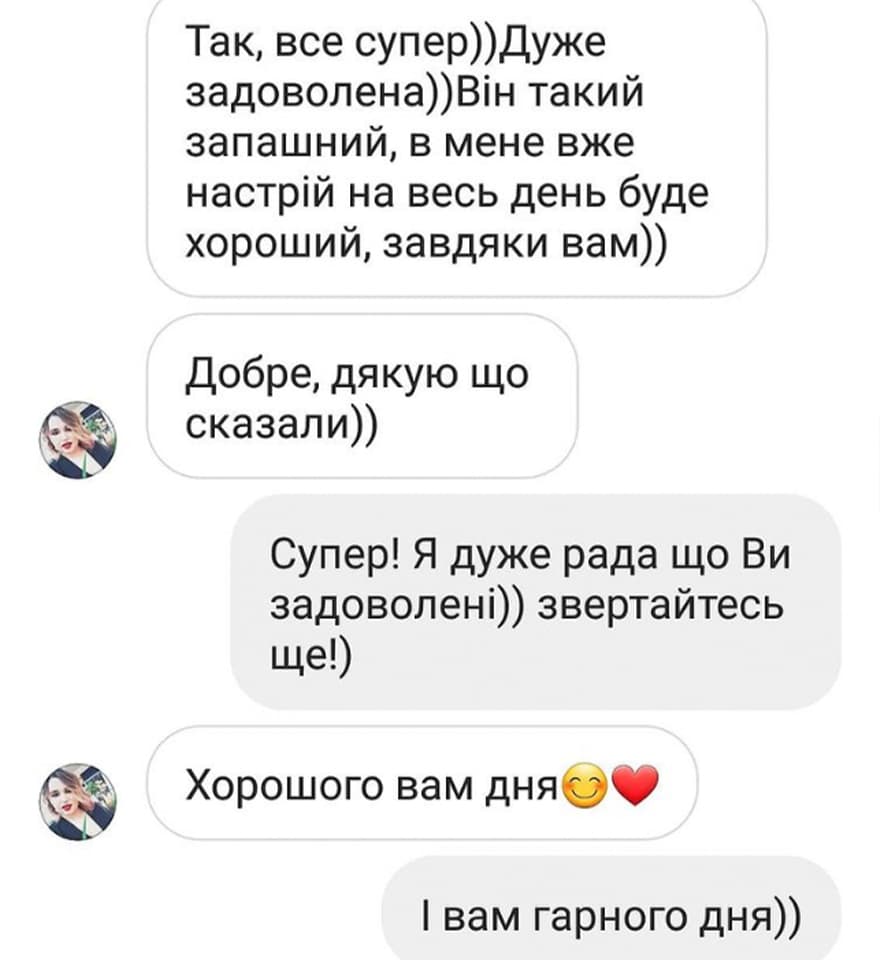 Так, все супер))Дуже
задоволена))Він такий
запашний, в мене вже
настрій на весь день буде
хороший, завдяки вам))
Добре, дякую що
сказали))
Супер! Я дуже рада що Ви
задоволені)) звертайтесь
ще!)
Хорошого вам дня😊❤️
І вам гарного дня))